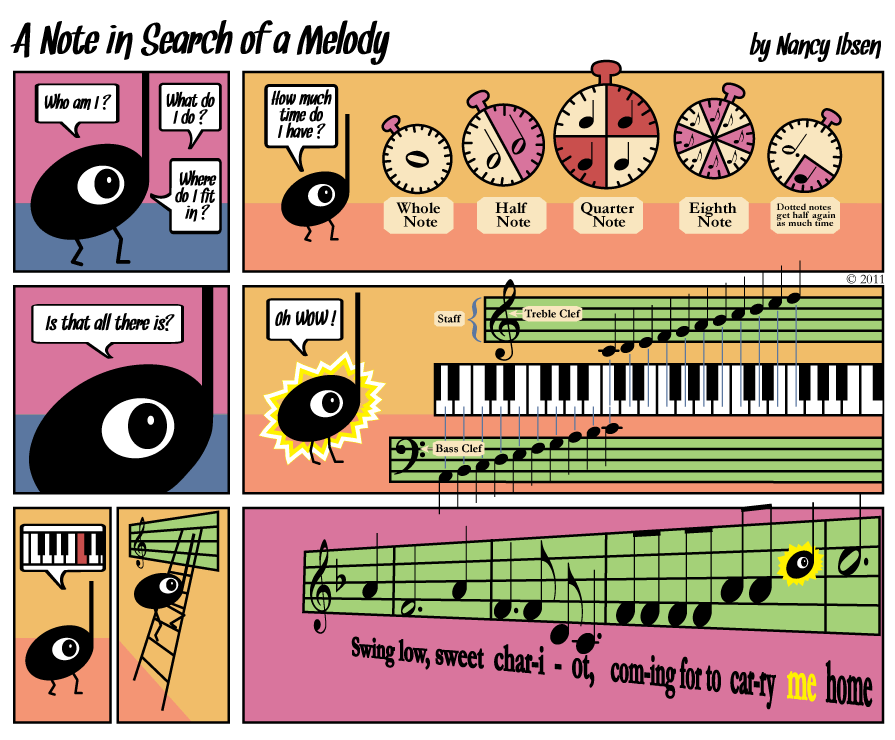 A Note in Search of a Melody
by Nancy Ibsen
Who am I?
What do
I do?
Where
do I fit
in?
How much
time do
I have?
Whole
Note
Half
Note
Quarter
Note
Eighth
Note
Dotted notes
get half again
as much time
© 2011
Is that all there is?
Oh WOW!
Staff
Treble Clef
Bass Clef
Swing low, sweet char-i - ot, com-ing for to car-ry me home